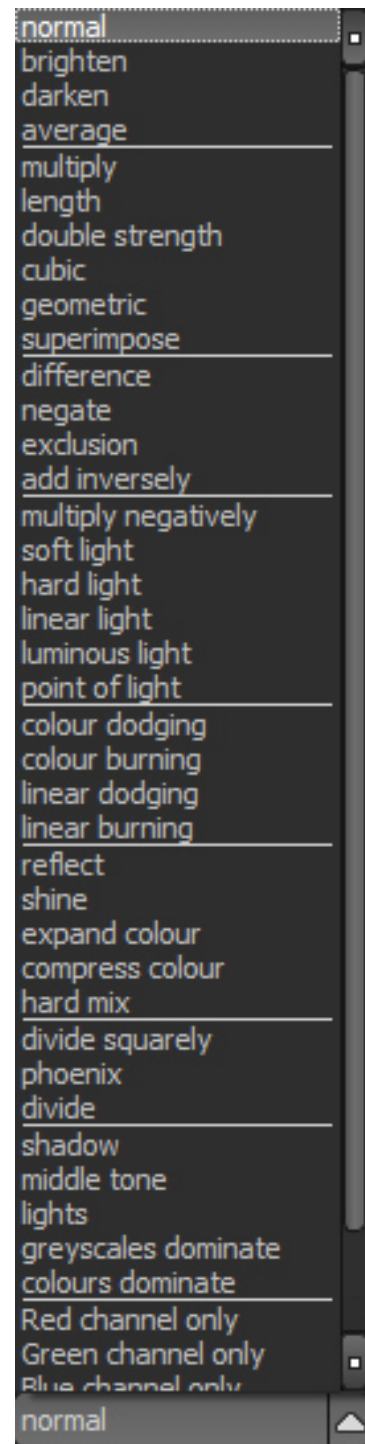 normal
brighten
darken
average
multiply
length
double strength
cubic
geometric
superimpose
difference
negate
exclusion
add inversely
multiply negatively
soft light
hard light
linear light
luminous light
point of light
colour dodging
colour burning
linear dodging
linear burning
reflect
shine
expand colour
compress colour
hard mix
divide squarely
phoenix
divide
shadow
middle tone
lights
greyscales dominate
colours dominate
Red channel only
Green channel only
Blue channel only
normal